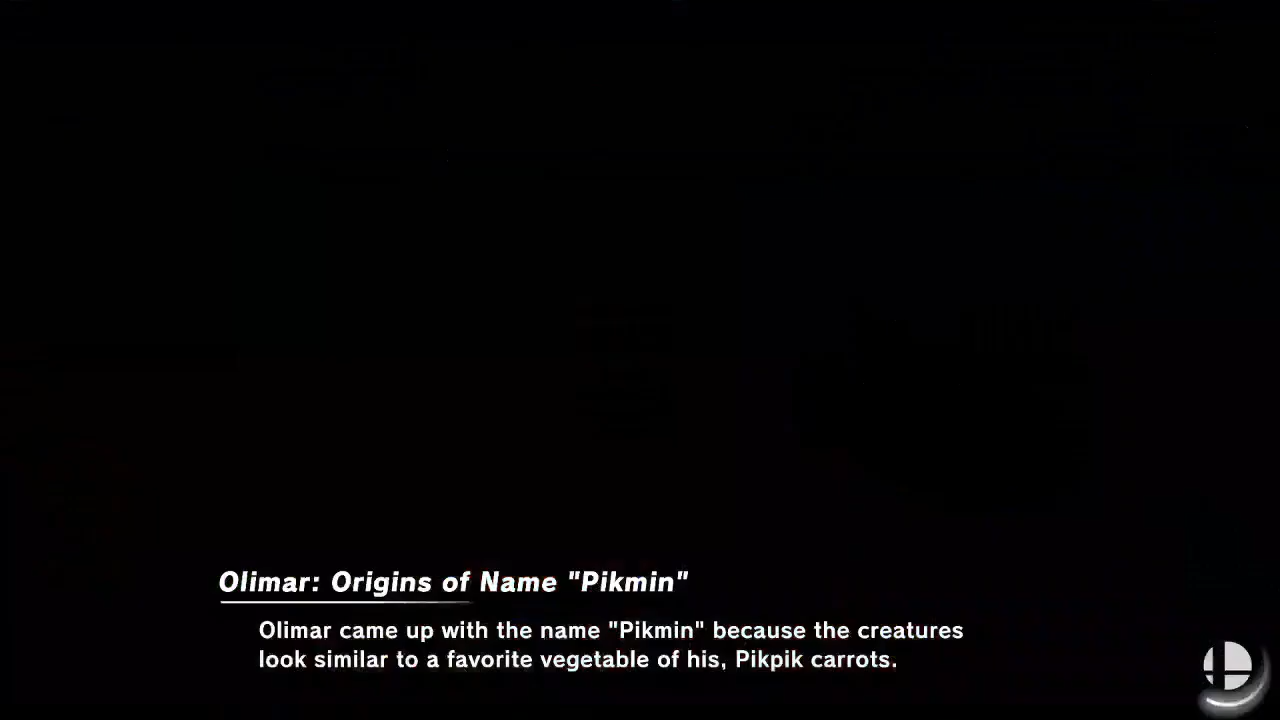 Olimar: Origins of Name "Pikmin"
Olimar came up with the name "Pikmin" because the creatures
look similar to a favorite vegetable of his, Pikpik carrots.